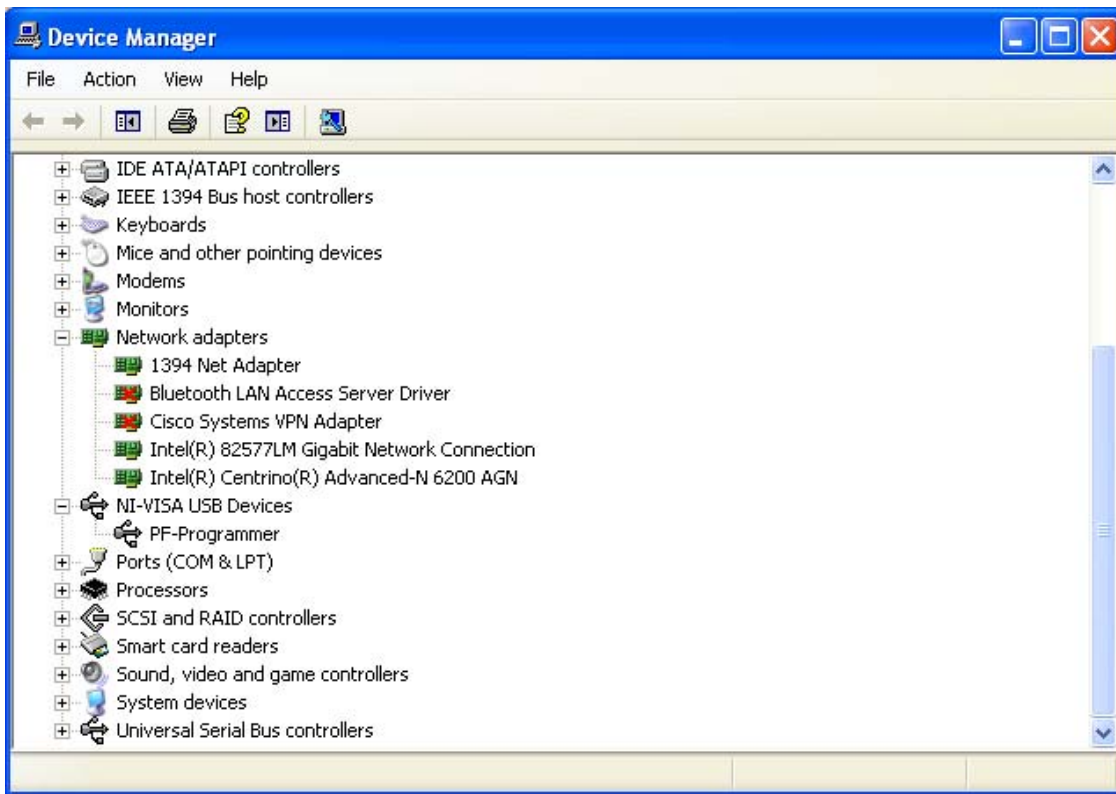 Device Manager
File Action View Help
IDE ATA/ATAPI controllers
IEEE 1394 Bus host controllers
Keyboards
Mice and other pointing devices
Modems
Monitors
Network adapters
1394 Net Adapter
Bluetooth LAN Access Server Driver
Cisco Systems VPN Adapter
Intel(R) 82577LM Gigabit Network Connection
Intel(R) Centrino(R) Advanced-N 6200 AGN
NI-VISA USB Devices
PF-Programmer
Ports (COM & LPT)
Processors
SCSI and RAID controllers
Smart card readers
Sound, video and game controllers
System devices
Universal Serial Bus controllers